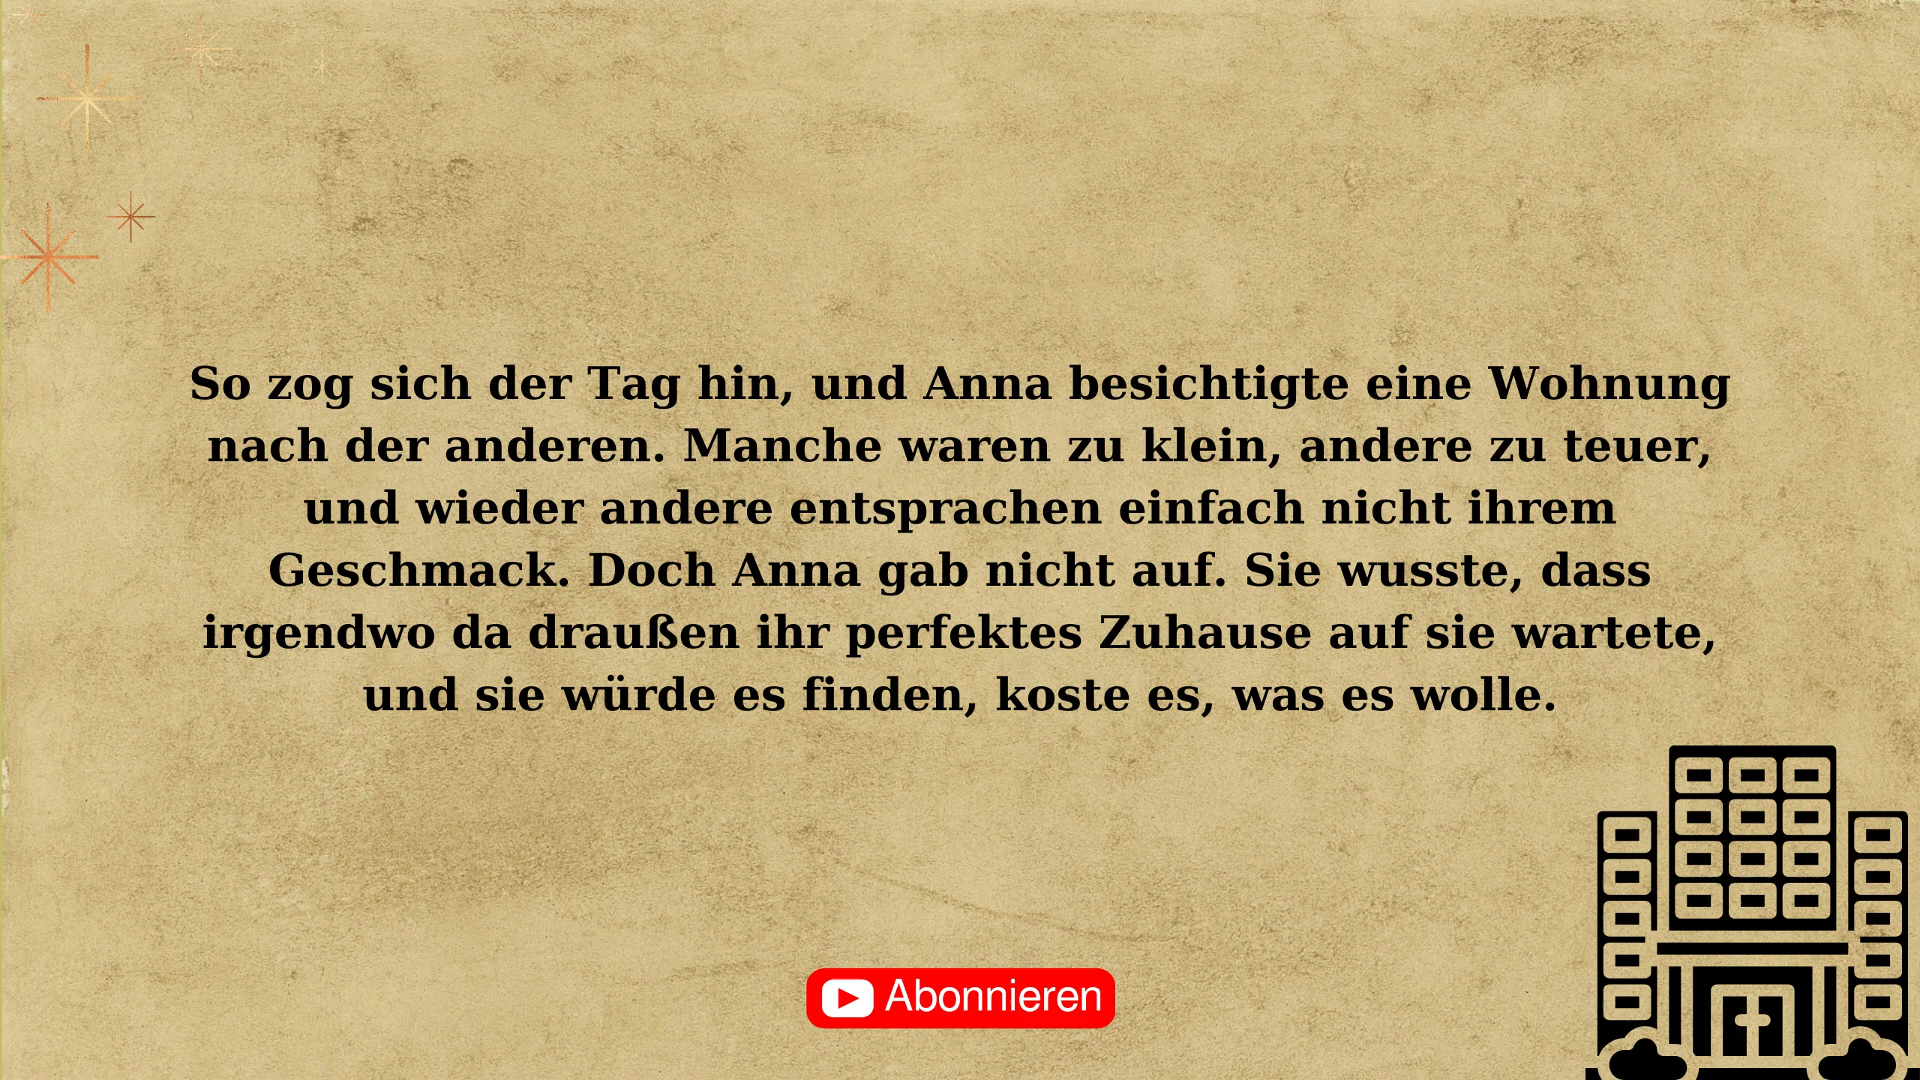 So zog sich der Tag hin, und Anna besichtigte eine Wohnung
nach der anderen. Manche waren zu klein, andere zu teuer,
und wieder andere entsprachen einfach nicht ihrem
Geschmack. Doch Anna gab nicht auf. Sie wusste, dass
irgendwo da draußen ihr perfektes Zuhause auf sie wartete,
und sie würde es finden, koste es, was es wolle.
Abonnieren